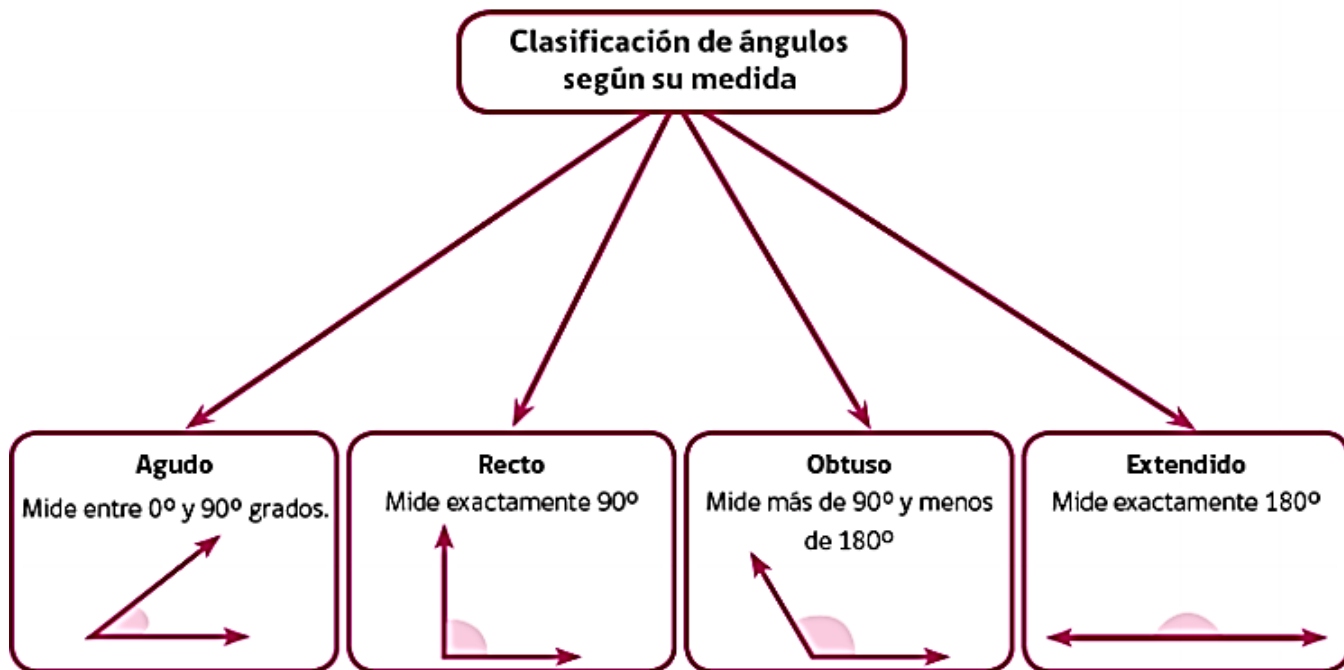 Clasificación de ángulos
según su medida
Agudo
Mide entre 0º y 90º grados.
Recto
Mide exactamente 90º
Obtuso
Mide más de 90º y menos
de 180º
Extendido
Mide exactamente 180º